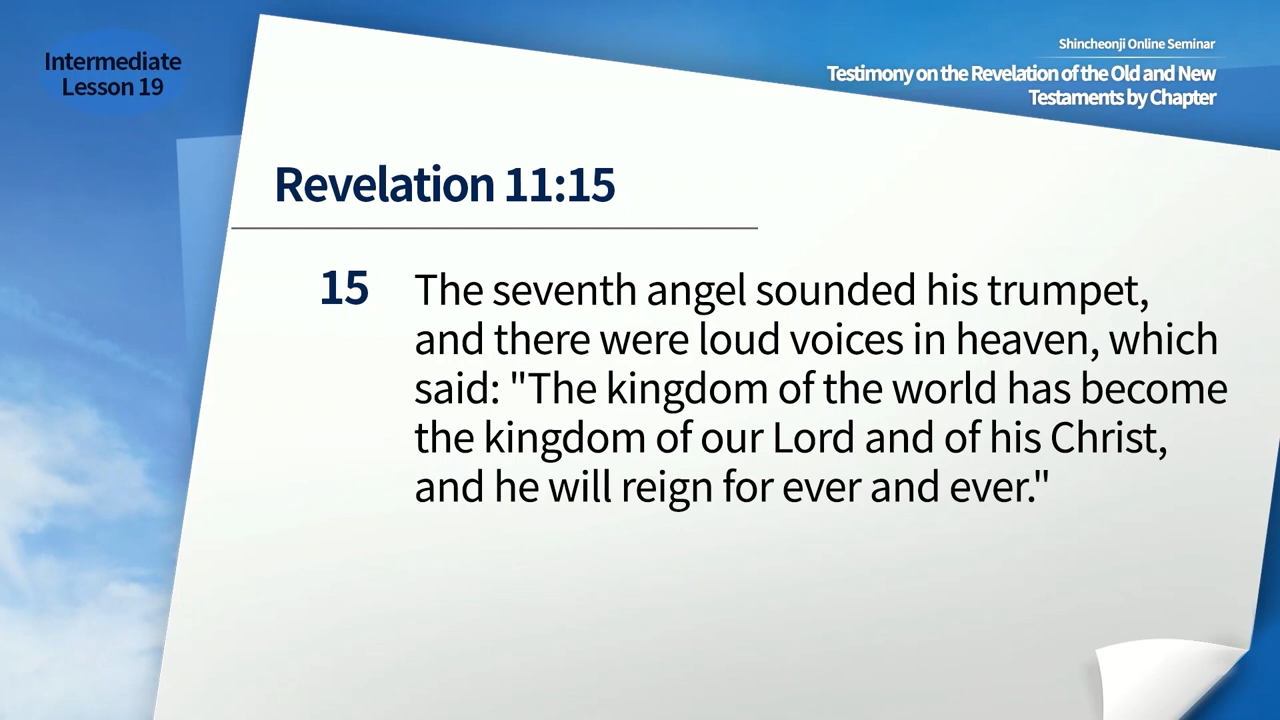 Intermediate
Lesson 19
Shincheonji Online Seminar
Testimony on the Revelation of the Old and New
Testaments by Chapter
Revelation 11:15
15 The seventh angel sounded his trumpet,
and there were loud voices in heaven, which
said: "The kingdom of the world has become
the kingdom of our Lord and of his Christ,
and he will reign for ever and ever."